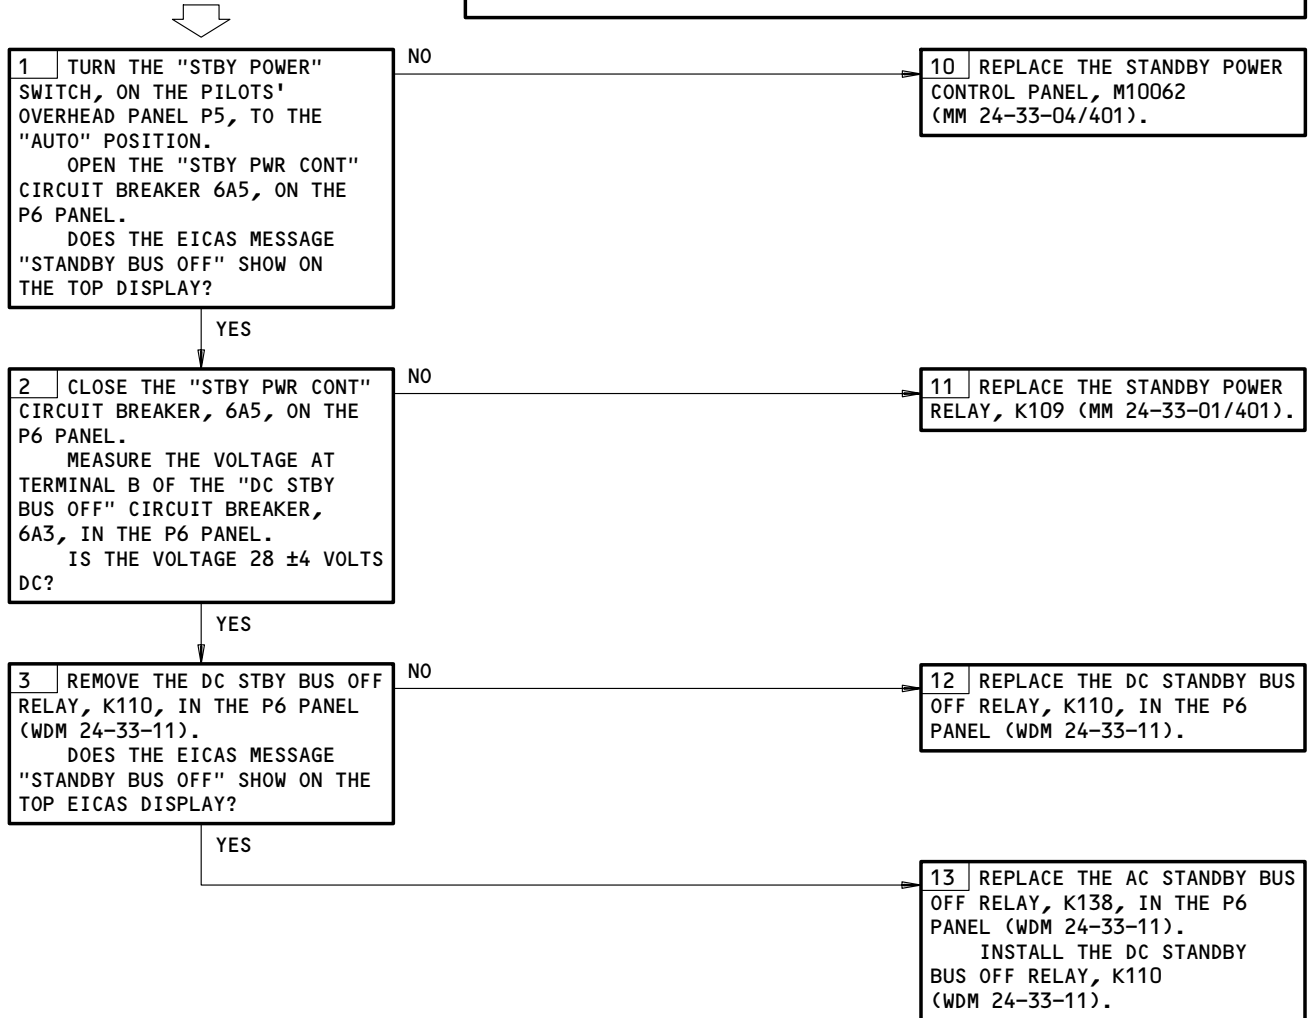 1 TURN THE "STBY POWER"
SWITCH, ON THE PILOTS'
OVERHEAD PANEL P5, TO THE
"AUTO" POSITION.
OPEN THE "STBY PWR CONT"
CIRCUIT BREAKER 6A5, ON THE
P6 PANEL.
DOES THE EICAS MESSAGE
"STANDBY BUS OFF" SHOW ON
THE TOP DISPLAY?
NO
10 REPLACE THE STANDBY POWER
CONTROL PANEL, M10062
(MM 24-33-04/401).
YES
2 CLOSE THE "STBY PWR CONT"
CIRCUIT BREAKER, 6A5, ON THE
P6 PANEL.
MEASURE THE VOLTAGE AT
TERMINAL B OF THE "DC STBY
BUS OFF" CIRCUIT BREAKER,
6A3, IN THE P6 PANEL.
IS THE VOLTAGE 28 ±4 VOLTS
DC?
NO
11 REPLACE THE STANDBY POWER
RELAY, K109 (MM 24-33-01/401).
YES
3 REMOVE THE DC STBY BUS OFF
RELAY, K110, IN THE P6 PANEL
(WDM 24-33-11).
DOES THE EICAS MESSAGE
"STANDBY BUS OFF" SHOW ON THE
TOP EICAS DISPLAY?
NO
12 REPLACE THE DC STANDBY BUS
OFF RELAY, K110, IN THE P6
PANEL (WDM 24-33-11).
YES
13 REPLACE THE AC STANDBY BUS
OFF RELAY, K138, IN THE P6
PANEL (WDM 24-33-11).
INSTALL THE DC STANDBY
BUS OFF RELAY, K110
(WDM 24-33-11).